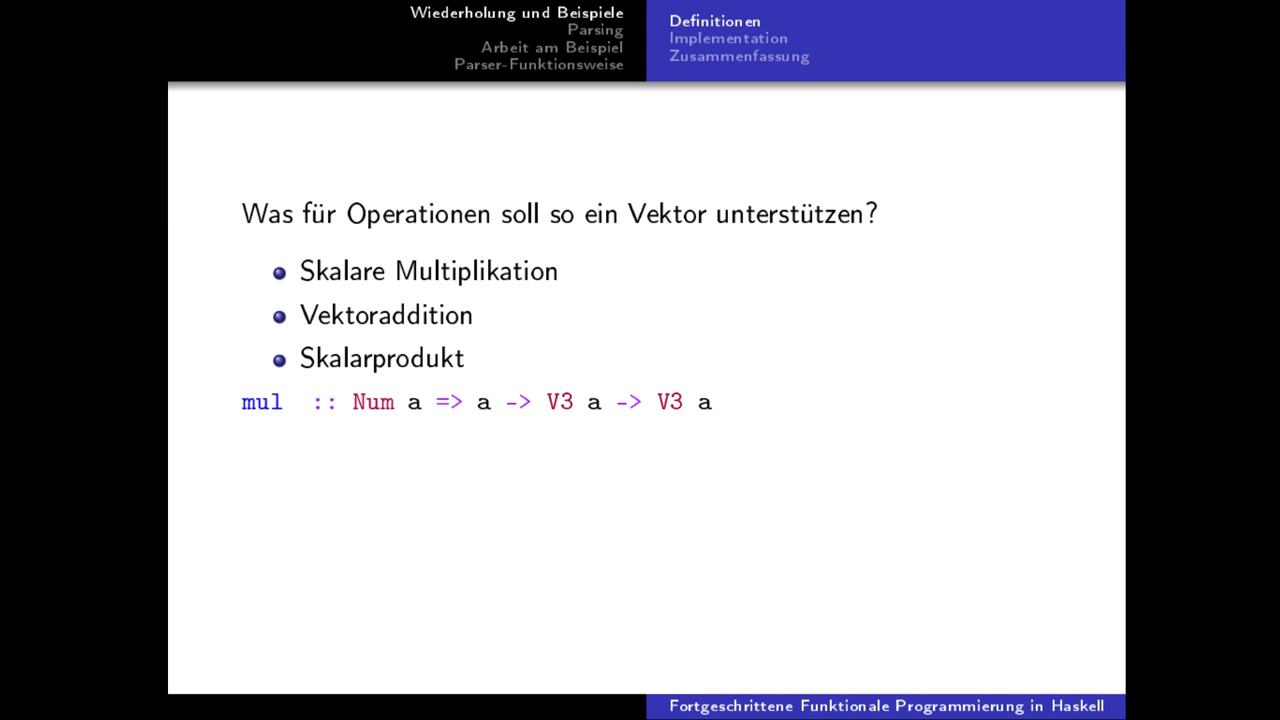 Wiederholung und Beispiele
Parsing
Arbeit am Beispiel
Parser-Funktionsweise
Definitionen
Implementation
Zusammenfassung
Was für Operationen soll so ein Vektor unterstützen?
Skalare Multiplikation
Vektoraddition
Skalarprodukt
mul :: Num a => a -> V3 a -> V3 a
Fortgeschrittene Funktionale Programmierung in Haskell